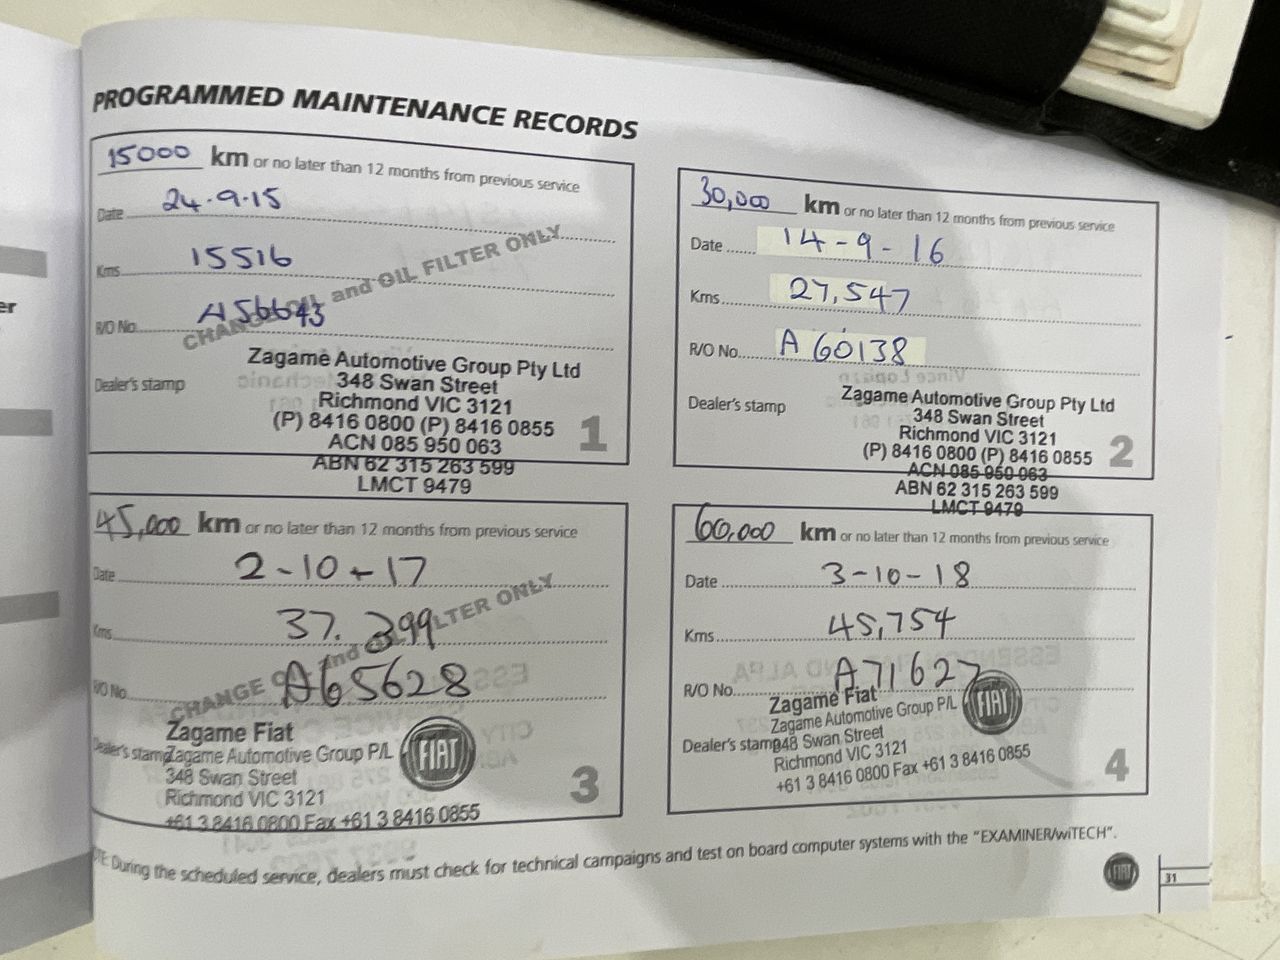 PROGRAMMED MAINTENANCE RECORDS
15000 km or no later than 12 months from previous service
Date 24.9.15
Kms 15516
R/O No. A56643
CHANGE OIL and OIL FILTER ONLY
Dealer's stamp
Zagame Automotive Group Pty Ltd
348 Swan Street
Richmond VIC 3121
(P) 8416 0800 (P) 8416 0855
ACN 085 950 063
ABN 62 315 263 599
LMCT 9479
1
30,000 km or no later than 12 months from previous service
Date 14-9-16
Kms 27,547
R/O No. A 60138
Dealer's stamp
Zagame Automotive Group Pty Ltd
348 Swan Street
Richmond VIC 3121
(P) 8416 0800 (P) 8416 0855
ACN 085 950 063
ABN 62 315 263 599
LMCT 9479
2
45,000 km or no later than 12 months from previous service
Date 2-10-17
Kms 37.399
R/O No. A65628
CHANGE OIL and OIL FILTER ONLY
Dealer's stamp
Zagame Fiat
Zagame Automotive Group P/L
348 Swan Street
Richmond VIC 3121
+61 3 8416 0800 Fax +61 3 8416 0855
FIAT
3
60,000 km or no later than 12 months from previous service
Date 3-10-18
Kms 45,754
R/O No. A71627
Dealer's stamp
Zagame Fiat
Zagame Automotive Group P/L
348 Swan Street
Richmond VIC 3121
+61 3 8416 0800 Fax +61 3 8416 0855
FIAT
4
During the scheduled service, dealers must check for technical campaigns and test on board computer systems with the "EXAMINER/wiTECH".
FIAT
31